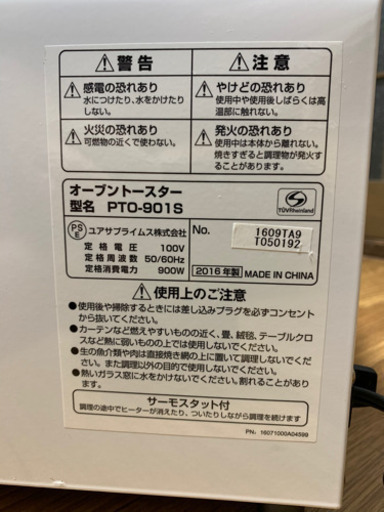 警告
感電の恐れあり
水につけたり、水をかけたり
しない。
火災の恐れあり
可燃物の近くで使わない。
注意
やけどの恐れあり
使用中や使用後しばらくは高
温部に触れない。
発火の恐れあり
使用中は本体から離れない。
焼きすぎると調理物が発火す
ることがあります。
オーブントースター
型名 PTO-901S
PS
E
ユアサプライムス株式会社
定格電圧 100V
定格周波数 50/60Hz
定格消費電力 900W
TÜVRheinland
No.
1609TA9
T050192
2016年製 MADE IN CHINA
使用上のご注意
●使用後や掃除するときには差し込みプラグを必ずコンセント
から抜いてください。
●カーテンなど燃えやすいものの近く、畳、絨毯、テーブルクロ
スなど熱に弱いものの上では使用しないでください。
●生の魚介類や肉は直接焼き網の上に置いて調理しないでくだ
さい。また調理以外の目的で使用しないでください。
●熱いガラス窓に水をかけないでください。割れることがあり
ます。
サーモスタット付
調理の途中でヒーターが消えたり、ついたりしながら調理を続けます
PN：16071000A04599